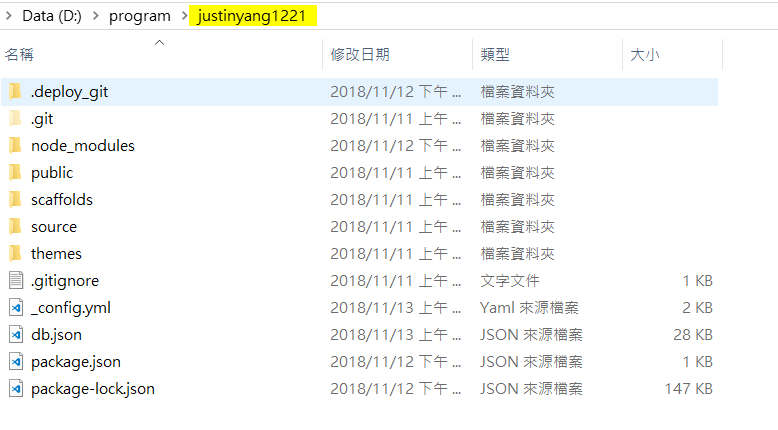 Data (D:) program justinyang1221
名稱 修改日期 類型 大小
.deploy_git 2018/11/12 下午 ... 檔案資料夾
.git 2018/11/11 上午 ... 檔案資料夾
node_modules 2018/11/12 下午 ... 檔案資料夾
public 2018/11/11 上午 ... 檔案資料夾
scaffolds 2018/11/11 上午 ... 檔案資料夾
source 2018/11/11 上午 ... 檔案資料夾
themes 2018/11/11 上午 ... 檔案資料夾
.gitignore 2018/11/11 上午 ... 文字文件 1 KB
_config.yml 2018/11/13 上午 ... Yaml 來源檔案 2 KB
db.json 2018/11/13 上午 ... JSON 來源檔案 28 KB
package.json 2018/11/12 下午 ... JSON 來源檔案 1 KB
package-lock.json 2018/11/12 下午 ... JSON 來源檔案 147 KB